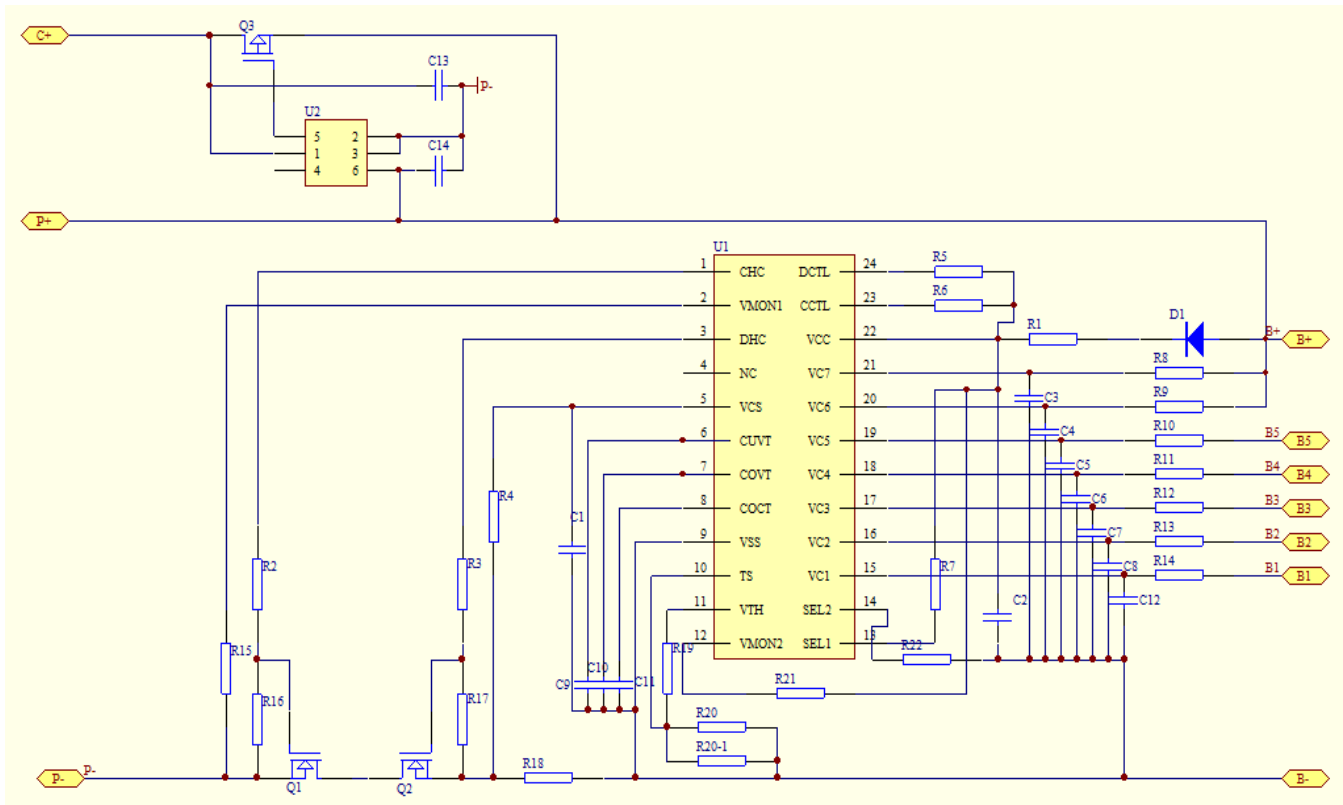 C+
Q3
C13
P-
U2
5 2
1 3
4 6
C14
P+
U1
1 CHC DCTL 24 R5
2 VMON1 CCTL 23 R6
3 DHC VCC 22 R1 D1 B+ B+
4 NC VC7 21 R8
5 VCS VC6 20 C3 R9
6 CUVT VC5 19 C4 R10 B5 B5
7 COVT VC4 18 C5 R11 B4 B4
R4
8 COCT VC3 17 C6 R12 B3 B3
C1
9 VSS VC2 16 C7 R13 B2 B2
R2 R3
10 TS VC1 15 R7 C8 R14 B1 B1
11 VTH SEL2 14 C2 C12
12 VMON2 SEL1 13
R15 R19 R22
C9 C10 C11
R21
R16 R17
R20
R20-1
P- P-
Q1 Q2
R18
B-